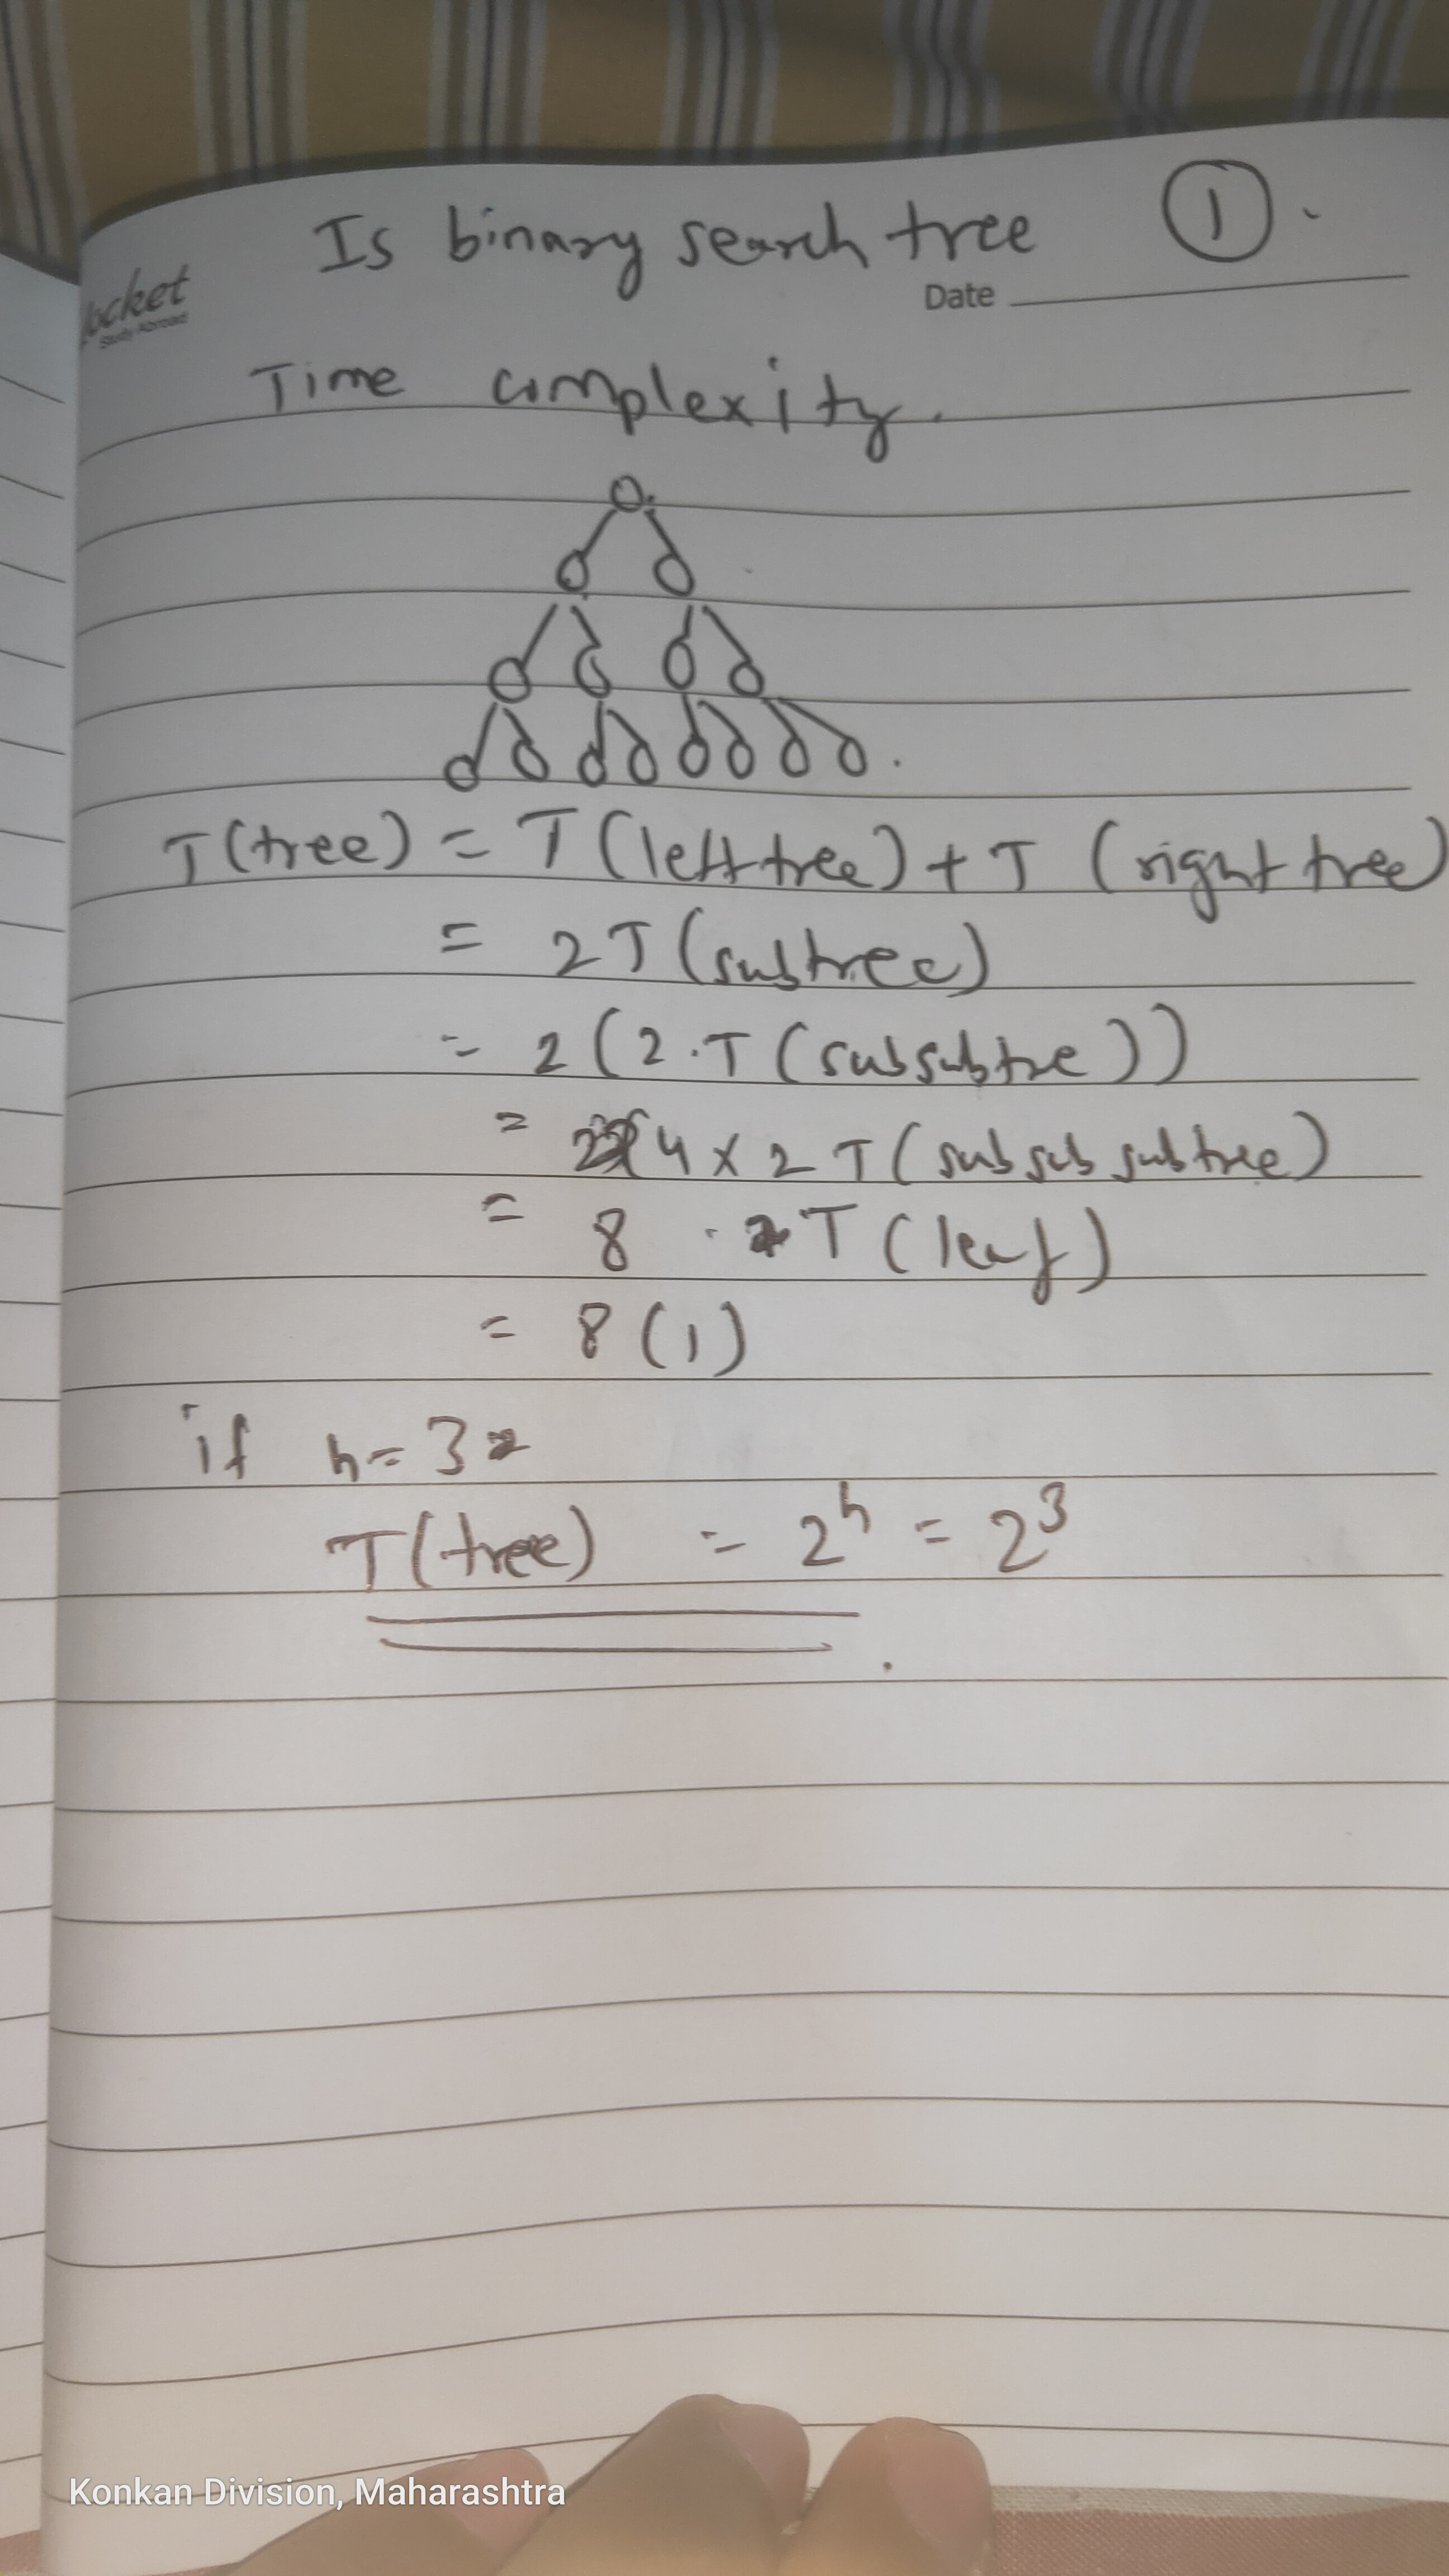 Is binary search tree 1.
ocket
Study Abroad
Date
Time complexity.
T(tree) = T(left tree) + T (right tree)
= 2T(subtree)
= 2(2.T(subsubtre))
= 4 x 2 T(sub sub subtree)
= 8 . T(leaf)
= 8(1)
if h = 3
T(tree) = 2^h = 2^3
Konkan Division, Maharashtra